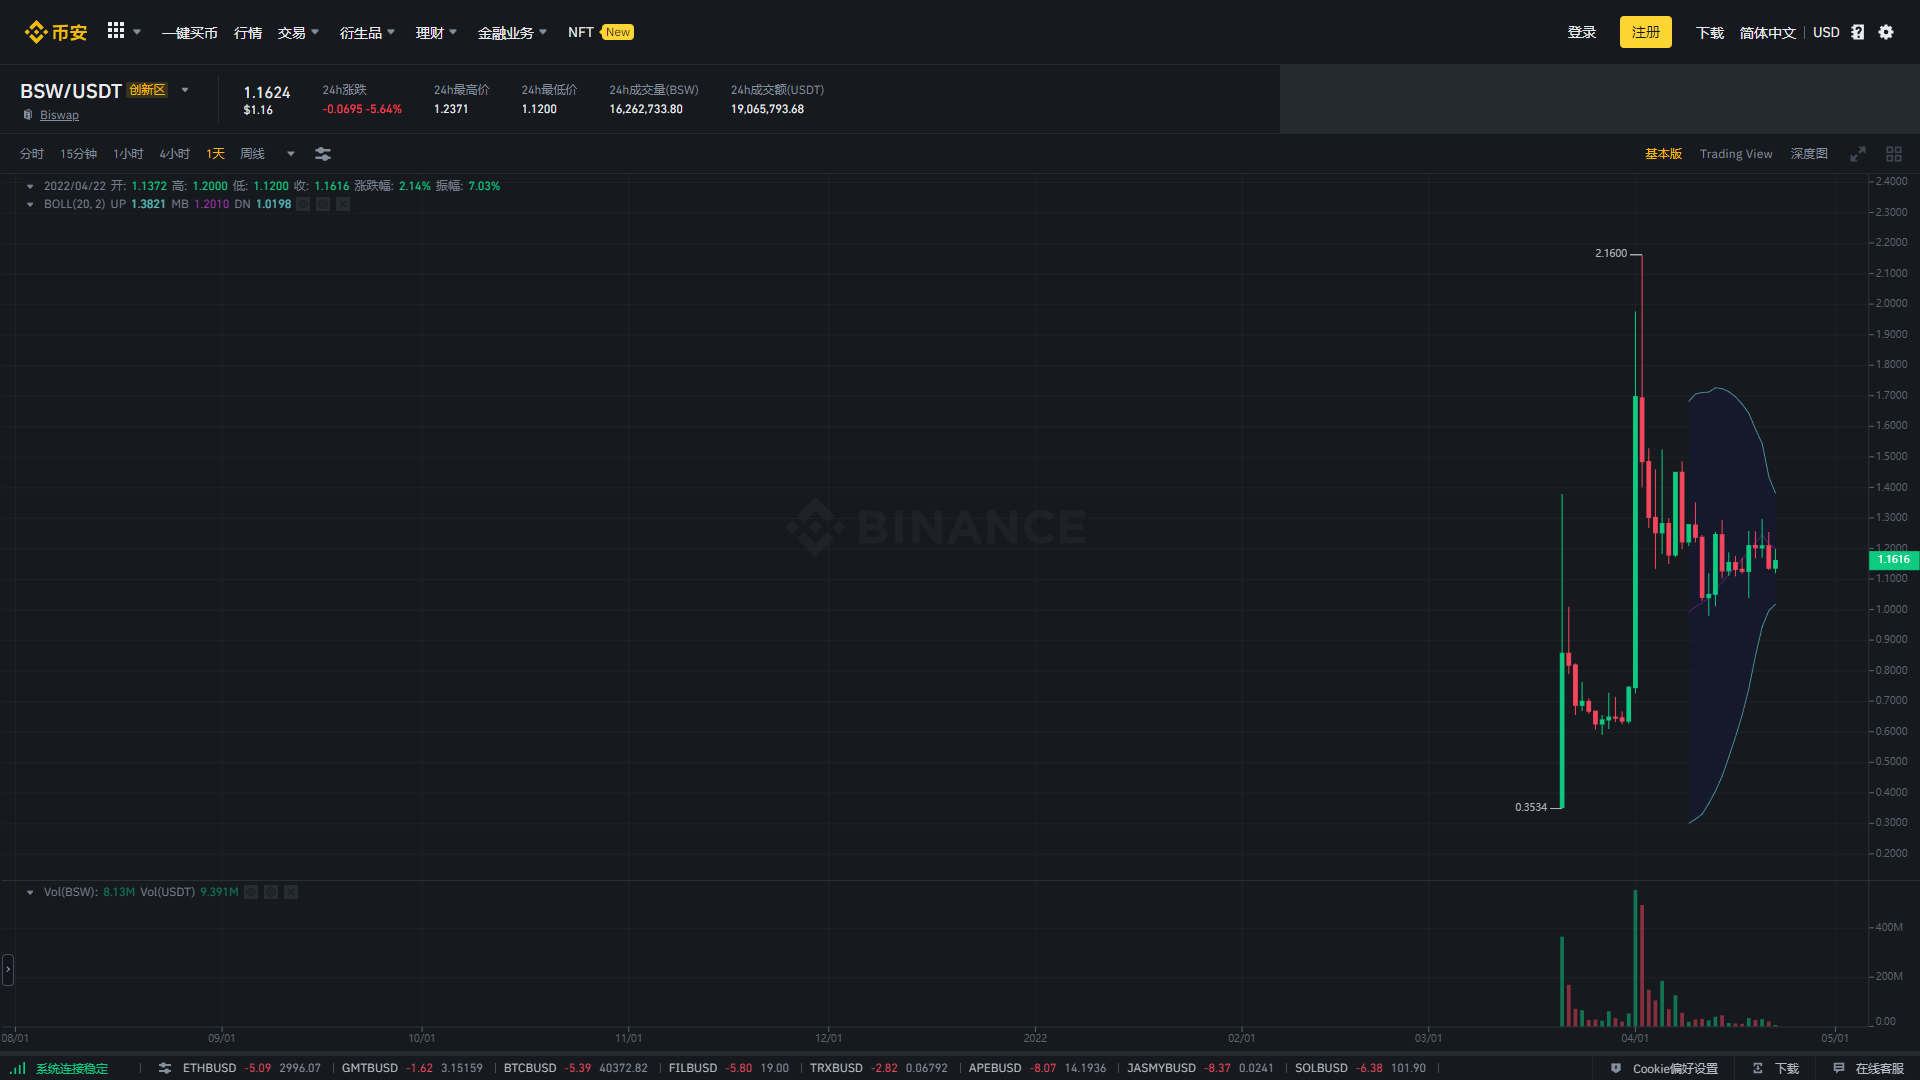 币安 一键买币 行情 交易 衍生品 理财 金融业务 NFT New 登录 注册 下载 简体中文 USD
BSW/USDT 创新区
Biswap
1.1624
$1.16
24h涨跌
-0.0695 -5.64%
24h最高价
1.2371
24h最低价
1.1200
24h成交量(BSW)
16,262,733.80
24h成交额(USDT)
19,065,793.68
分时 15分钟 1小时 4小时 1天 周线 基本版 Trading View 深度图
2022/04/22 开: 1.1372 高: 1.2000 低: 1.1200 收: 1.1616 涨跌幅: 2.14% 振幅: 7.03%
BOLL(20, 2) UP 1.3821 MB 1.2010 DN 1.0198
2.4000
2.3000
2.2000
2.1000
2.0000
1.9000
1.8000
1.7000
1.6000
1.5000
1.4000
1.3000
1.2000
1.1616
1.1000
1.0000
0.9000
0.8000
0.7000
0.6000
0.5000
0.4000
0.3000
0.2000
2.1600
0.3534
BINANCE
Vol(BSW): 8.13M Vol(USDT) 9.391M
400M
200M
0.00
08/01 09/01 10/01 11/01 12/01 2022 02/01 03/01 04/01 05/01
系统连接稳定 ETHBUSD -5.09 2996.07 GMTBUSD -1.62 3.15159 BTCBUSD -5.39 40372.82 FILBUSD -5.80 19.00 TRXBUSD -2.82 0.06792 APEBUSD -8.07 14.1936 JASMYBUSD -8.37 0.0241 SOLBUSD -6.38 101.90 Cookie偏好设置 下载 在线客服